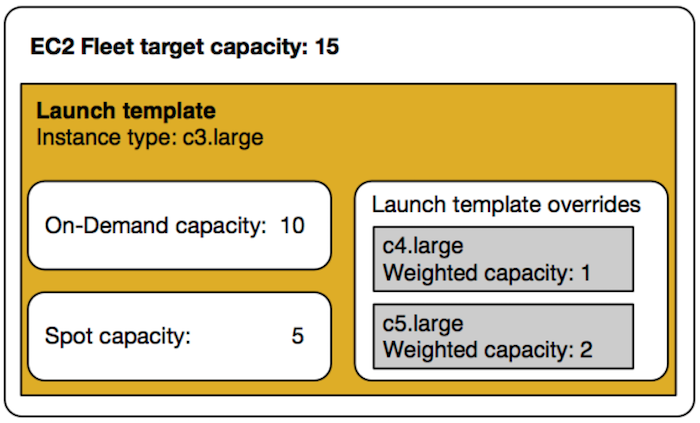 EC2 Fleet target capacity: 15
Launch template
Instance type: c3.large
On-Demand capacity: 10
Spot capacity: 5
Launch template overrides
c4.large
Weighted capacity: 1
c5.large
Weighted capacity: 2